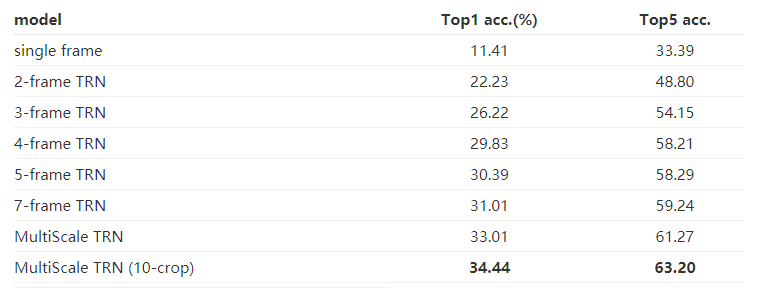 model Top1 acc.(%) Top5 acc.
single frame 11.41 33.39
2-frame TRN 22.23 48.80
3-frame TRN 26.22 54.15
4-frame TRN 29.83 58.21
5-frame TRN 30.39 58.29
7-frame TRN 31.01 59.24
MultiScale TRN 33.01 61.27
MultiScale TRN (10-crop) 34.44 63.20